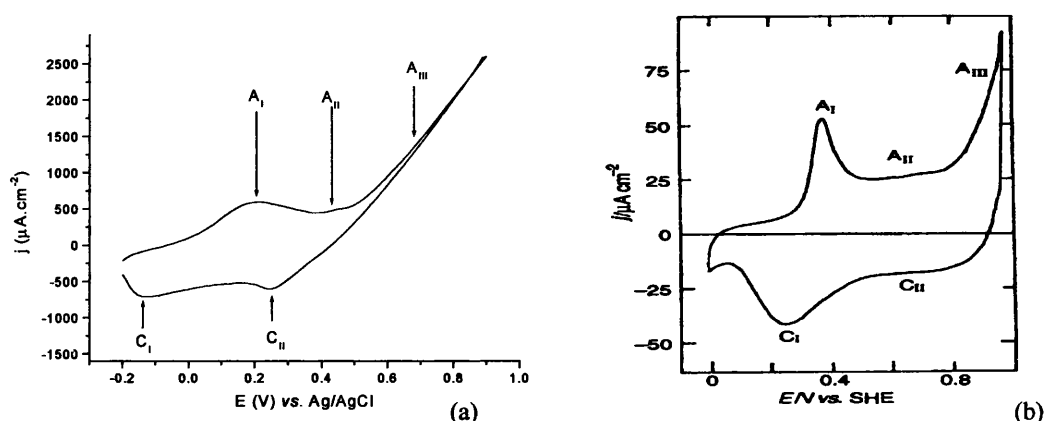 j (μA.cm⁻²)
2500
2000
1500
1000
500
0
-500
-1000
-1500
A_I
A_II
A_III
C_I
C_II
-0.2 0.0 0.2 0.4 0.6 0.8 1.0
E (V) vs. Ag/AgCl
(a)
j/μA cm⁻²
75
50
25
0
−25
−50
A_I
A_II
A_III
C_I
C_II
0 0.4 0.8
E/V vs. SHE
(b)